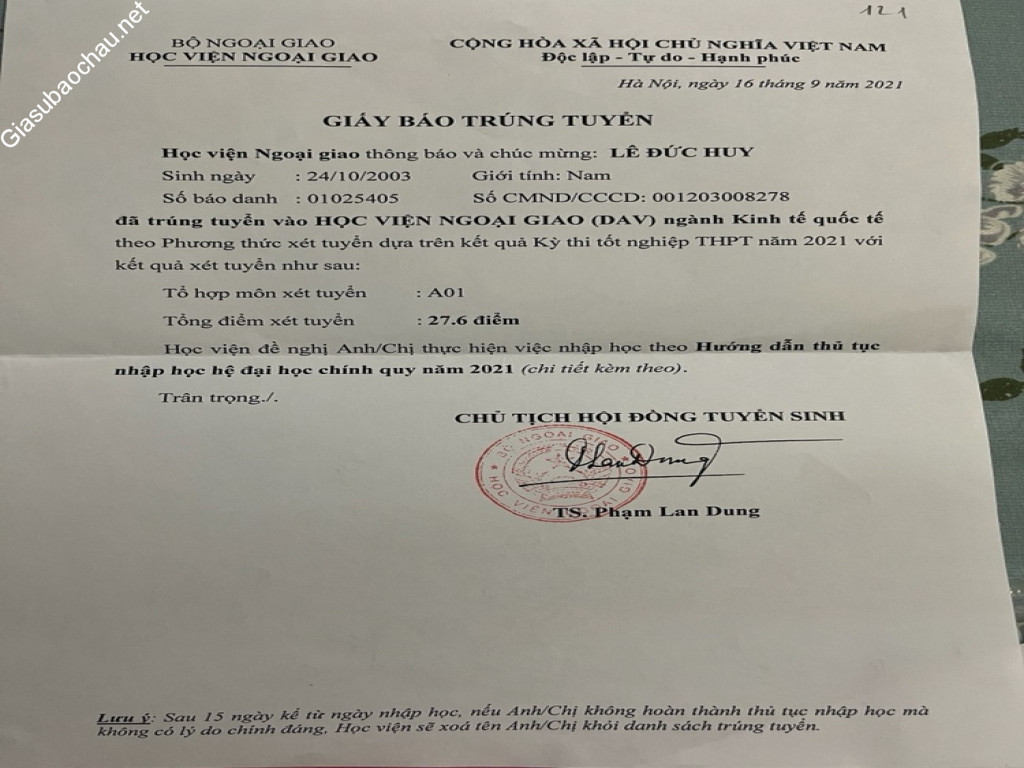 Giasubaochau.net
121
BỘ NGOẠI GIAO
HỌC VIỆN NGOẠI GIAO
CỘNG HÒA XÃ HỘI CHỦ NGHĨA VIỆT NAM
Độc lập - Tự do - Hạnh phúc
Hà Nội, ngày 16 tháng 9 năm 2021
GIẤY BÁO TRÚNG TUYỂN
Học viện Ngoại giao thông báo và chúc mừng: LÊ ĐỨC HUY
Sinh ngày : 24/10/2003 Giới tính: Nam
Số báo danh : 01025405 Số CMND/CCCD: 001203008278
đã trúng tuyển vào HỌC VIỆN NGOẠI GIAO (DAV) ngành Kinh tế quốc tế
theo Phương thức xét tuyển dựa trên kết quả Kỳ thi tốt nghiệp THPT năm 2021 với
kết quả xét tuyển như sau:
Tổ hợp môn xét tuyển : A01
Tổng điểm xét tuyển : 27.6 điểm
Học viện đề nghị Anh/Chị thực hiện việc nhập học theo Hướng dẫn thủ tục
nhập học hệ đại học chính quy năm 2021 (chi tiết kèm theo).
Trân trọng./.
CHỦ TỊCH HỘI ĐỒNG TUYỂN SINH
BỘ NGOẠI GIAO
HỌC VIỆN NGOẠI GIAO
TS. Phạm Lan Dung
Lưu ý: Sau 15 ngày kể từ ngày nhập học, nếu Anh/Chị không hoàn thành thủ tục nhập học mà
không có lý do chính đáng, Học viện sẽ xoá tên Anh/Chị khỏi danh sách trúng tuyển.